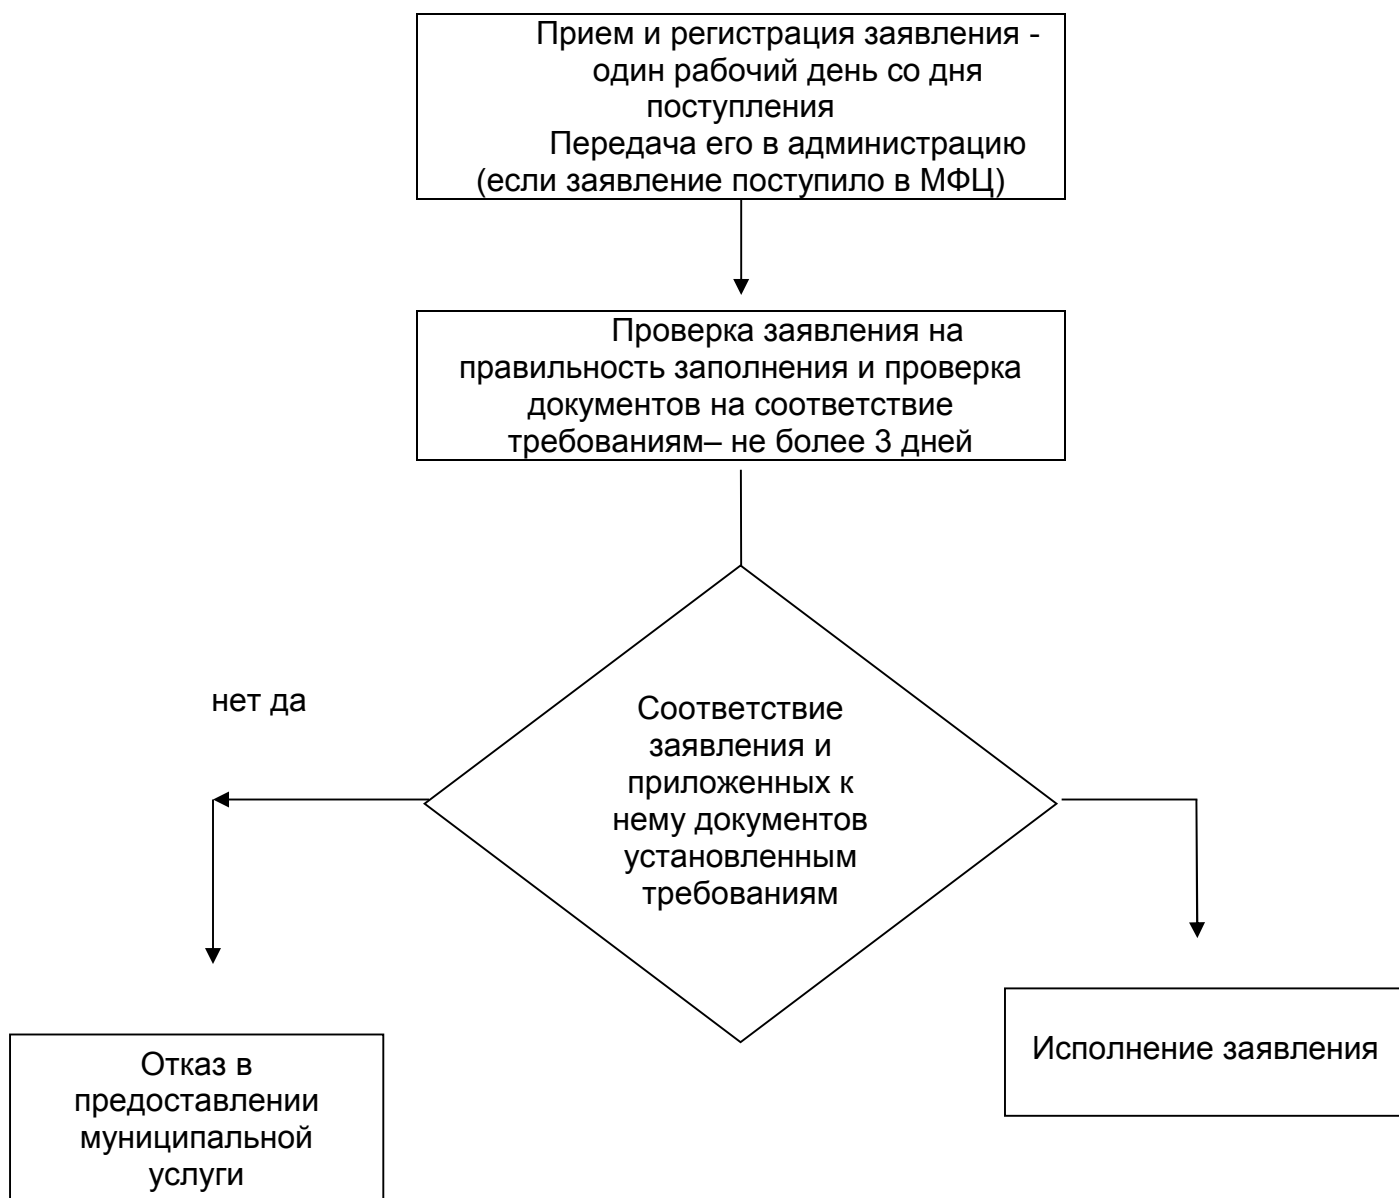 Прием и регистрация заявления -
один рабочий день со дня
поступления
Передача его в администрацию
(если заявление поступило в МФЦ)
Проверка заявления на
правильность заполнения и проверка
документов на соответствие
требованиям– не более 3 дней
нет да
Соответствие
заявления и
приложенных к
нему документов
установленным
требованиям
Исполнение заявления
Отказ в
предоставлении
муниципальной
услуги